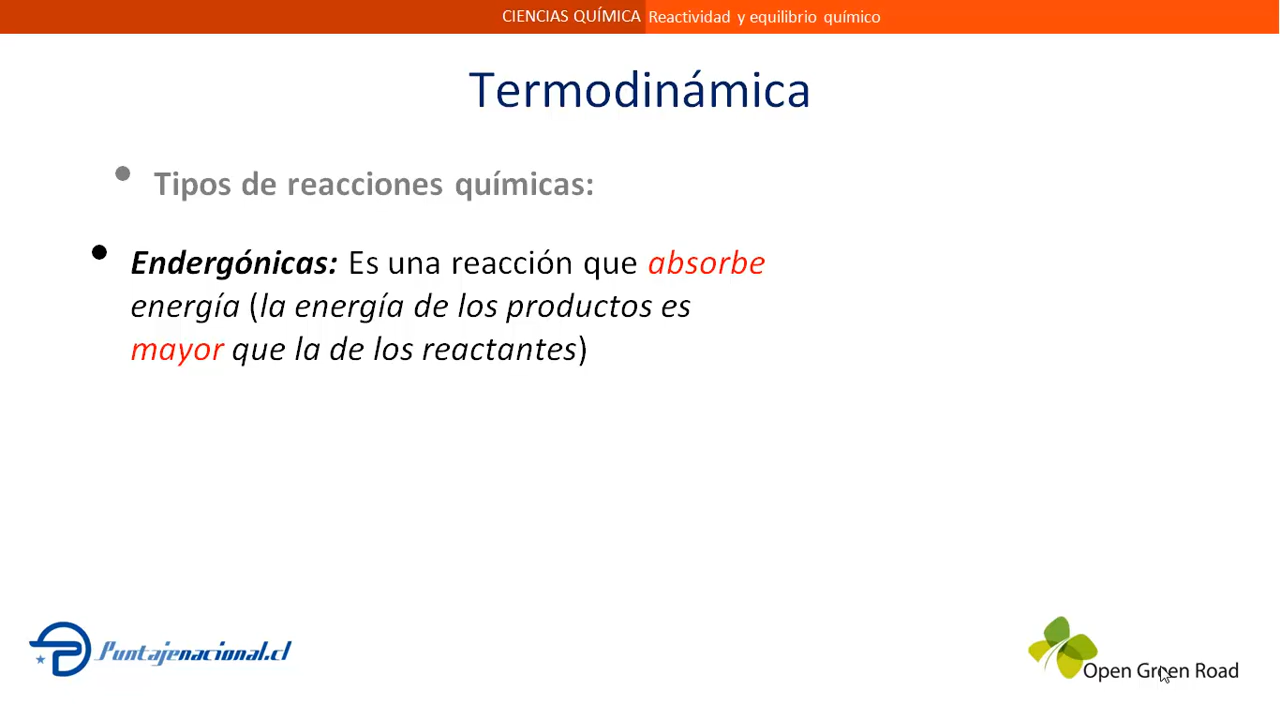 CIENCIAS QUÍMICA Reactividad y equilibrio químico
Termodinámica
• Tipos de reacciones químicas:
• Endergónicas: Es una reacción que absorbe
energía (la energía de los productos es
mayor que la de los reactantes)
Puntajenacional.cl
Open Green Road